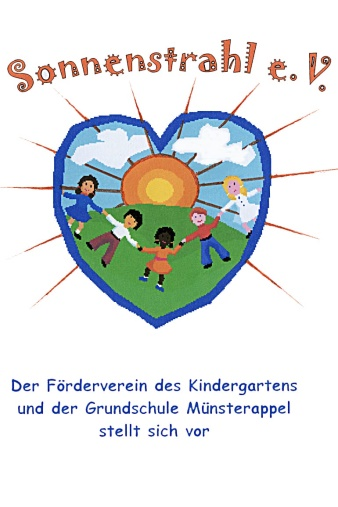 Sonnenstrahl e.V.
Der Förderverein des Kindergartens
und der Grundschule Münsterappel
stellt sich vor